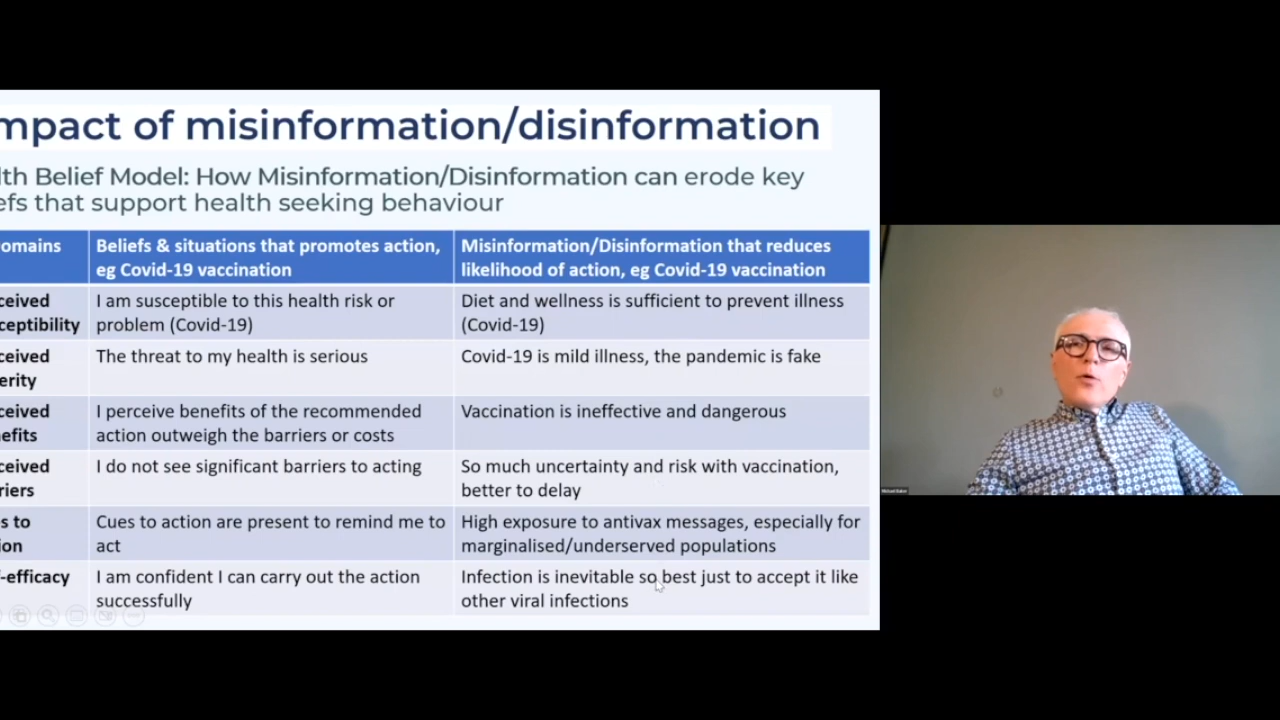 mpact of misinformation/disinformation
lth Belief Model: How Misinformation/Disinformation can erode key
efs that support health seeking behaviour
omains
Beliefs & situations that promotes action,
eg Covid-19 vaccination
Misinformation/Disinformation that reduces
likelihood of action, eg Covid-19 vaccination
ceived
ceptibility
I am susceptible to this health risk or
problem (Covid-19)
Diet and wellness is sufficient to prevent illness
(Covid-19)
ceived
erity
The threat to my health is serious
Covid-19 is mild illness, the pandemic is fake
ceived
efits
I perceive benefits of the recommended
action outweigh the barriers or costs
Vaccination is ineffective and dangerous
ceived
riers
I do not see significant barriers to acting
So much uncertainty and risk with vaccination,
better to delay
s to
ion
Cues to action are present to remind me to
act
High exposure to antivax messages, especially for
marginalised/underserved populations
-efficacy
I am confident I can carry out the action
successfully
Infection is inevitable so best just to accept it like
other viral infections
Michael Baker